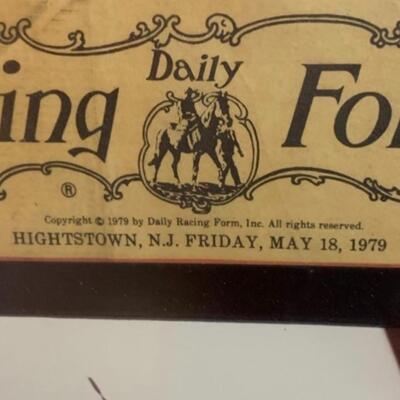 Daily
ing Fo
®
Copyright © 1979 by Daily Racing Form, Inc. All rights reserved.
HIGHTSTOWN, N.J. FRIDAY, MAY 18, 1979